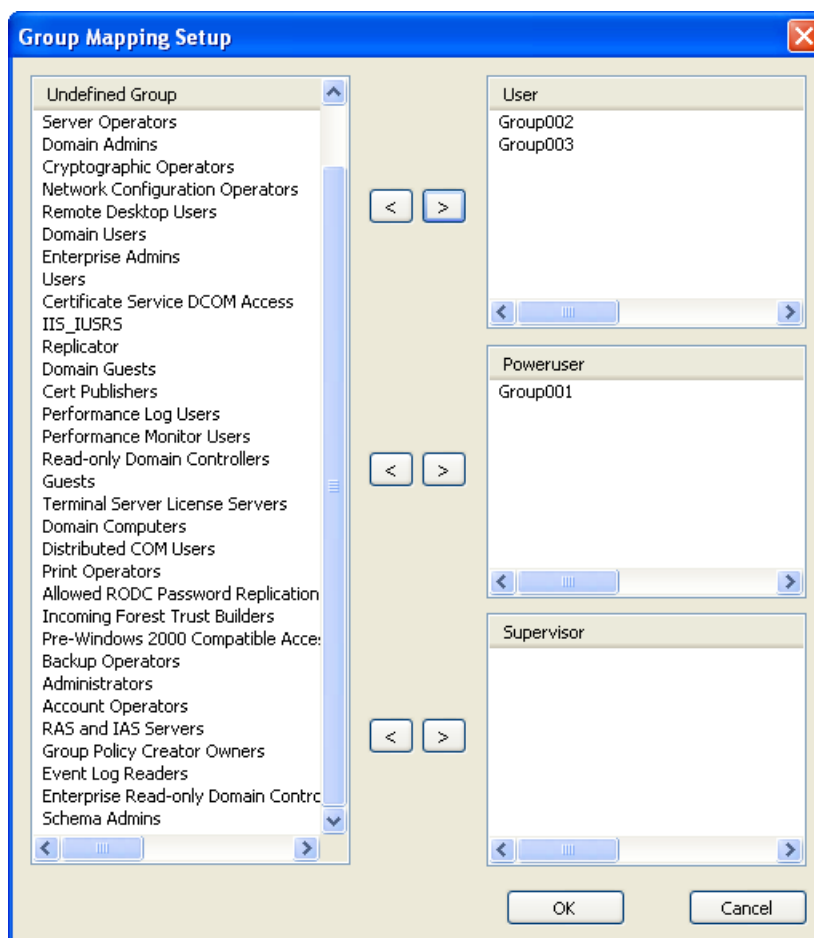 Group Mapping Setup
Undefined Group
Server Operators
Domain Admins
Cryptographic Operators
Network Configuration Operators
Remote Desktop Users
Domain Users
Enterprise Admins
Users
Certificate Service DCOM Access
IIS_IUSRS
Replicator
Domain Guests
Cert Publishers
Performance Log Users
Performance Monitor Users
Read-only Domain Controllers
Guests
Terminal Server License Servers
Domain Computers
Distributed COM Users
Print Operators
Allowed RODC Password Replication
Incoming Forest Trust Builders
Pre-Windows 2000 Compatible Acces
Backup Operators
Administrators
Account Operators
RAS and IAS Servers
Group Policy Creator Owners
Event Log Readers
Enterprise Read-only Domain Contrc
Schema Admins
< >
User
Group002
Group003
< >
Poweruser
Group001
< >
Supervisor
OK
Cancel